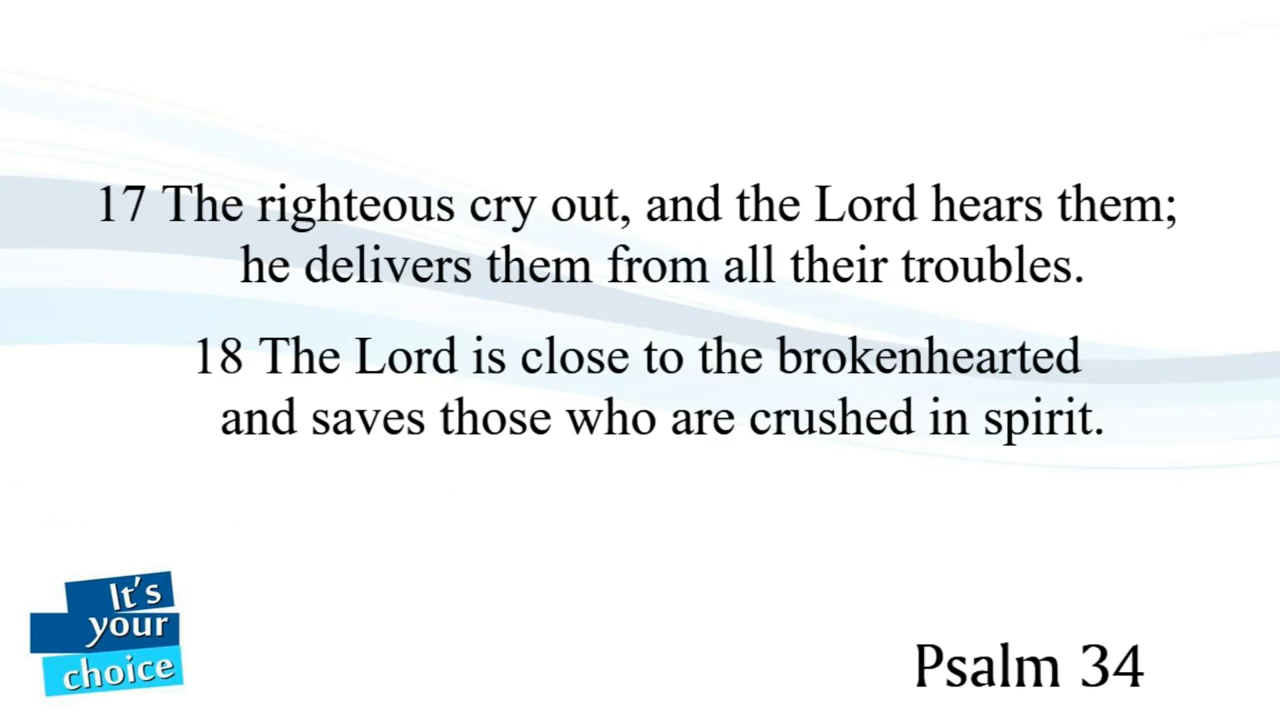 17 The righteous cry out, and the Lord hears them;
he delivers them from all their troubles.
18 The Lord is close to the brokenhearted
and saves those who are crushed in spirit.
It's
your
choice
Psalm 34